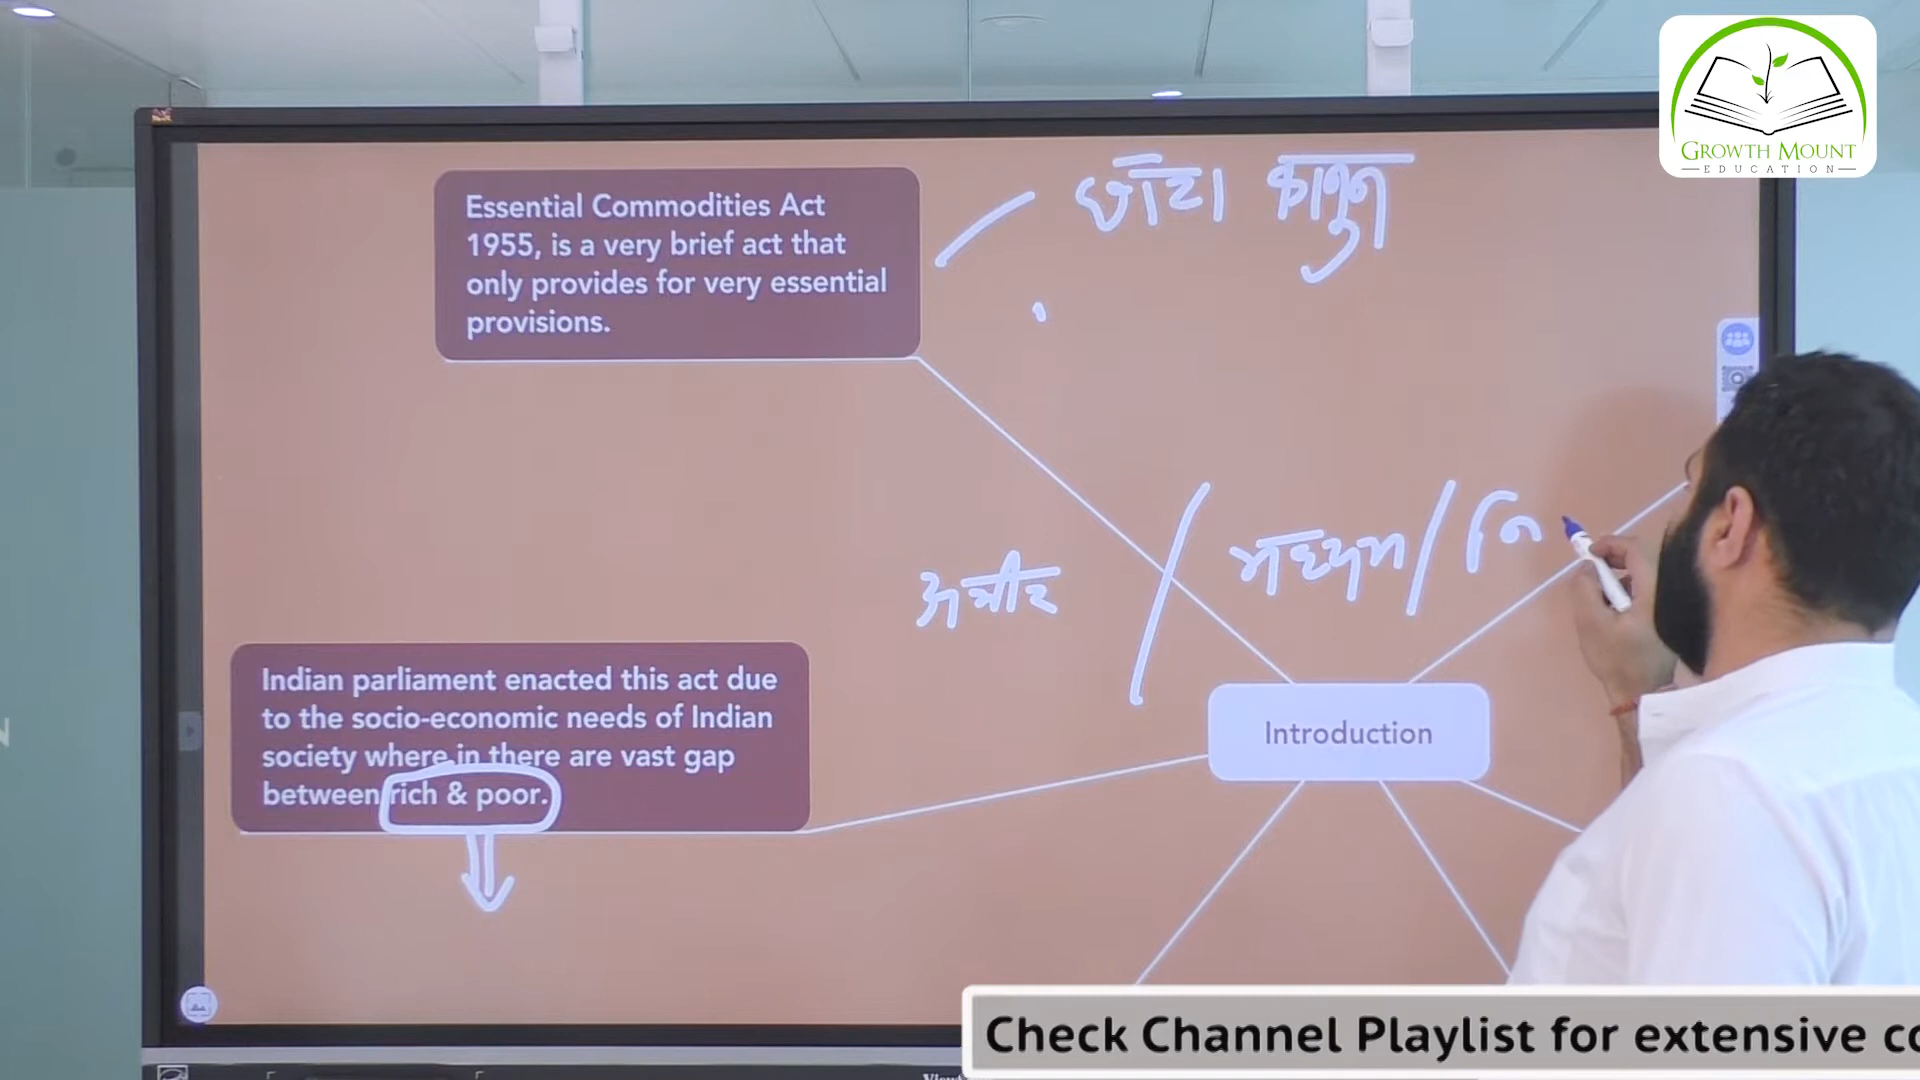 GROWTH MOUNT
EDUCATION
Essential Commodities Act
1955, is a very brief act that
only provides for very essential
provisions.
छोटा कानून
अमीर / मध्यम / नि
Indian parliament enacted this act due
to the socio-economic needs of Indian
society where in there are vast gap
between rich & poor.
Introduction
Check Channel Playlist for extensive co